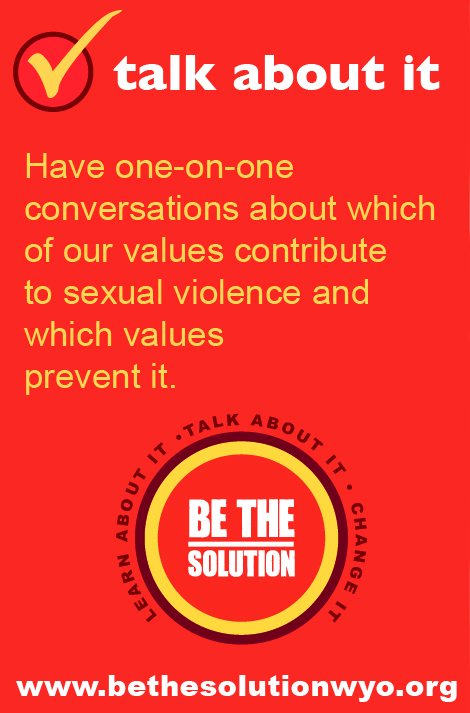 talk about it
Have one-on-one
conversations about which
of our values contribute
to sexual violence and
which values
prevent it.
LEARN ABOUT IT • TALK ABOUT IT • CHANGE IT
BE THE
SOLUTION
www.bethesolutionwyo.org